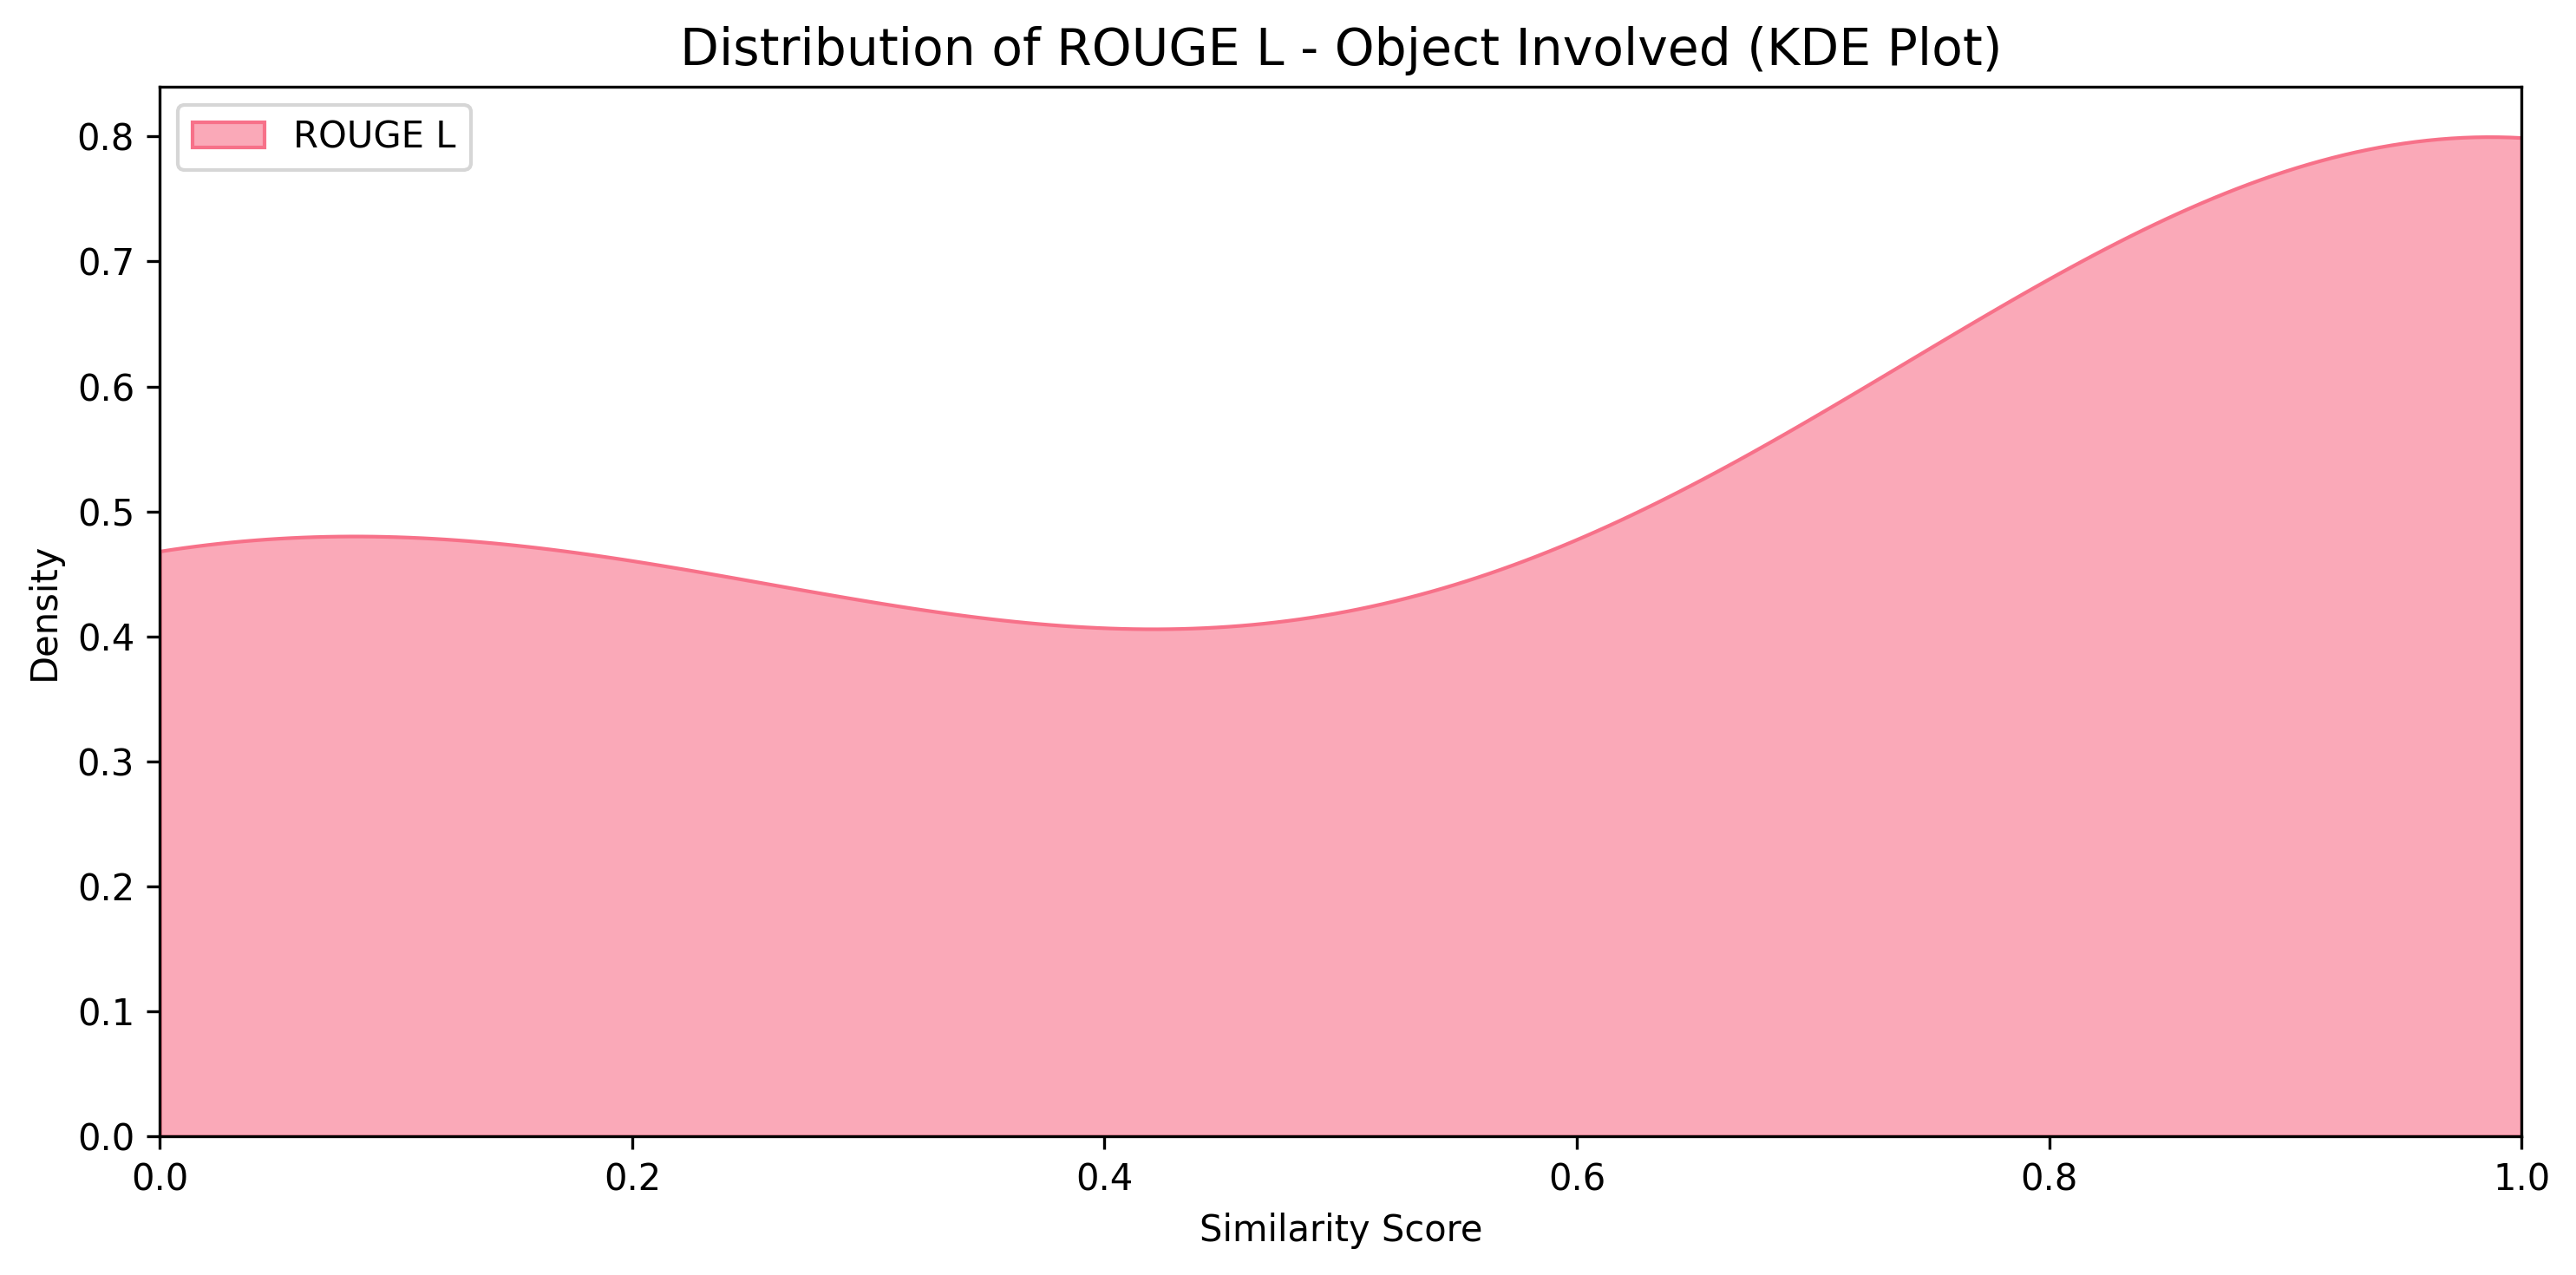 Distribution of ROUGE L - Object Involved (KDE Plot)
ROUGE L
Density
0.8
0.7
0.6
0.5
0.4
0.3
0.2
0.1
0.0
0.0 0.2 0.4 0.6 0.8 1.0
Similarity Score